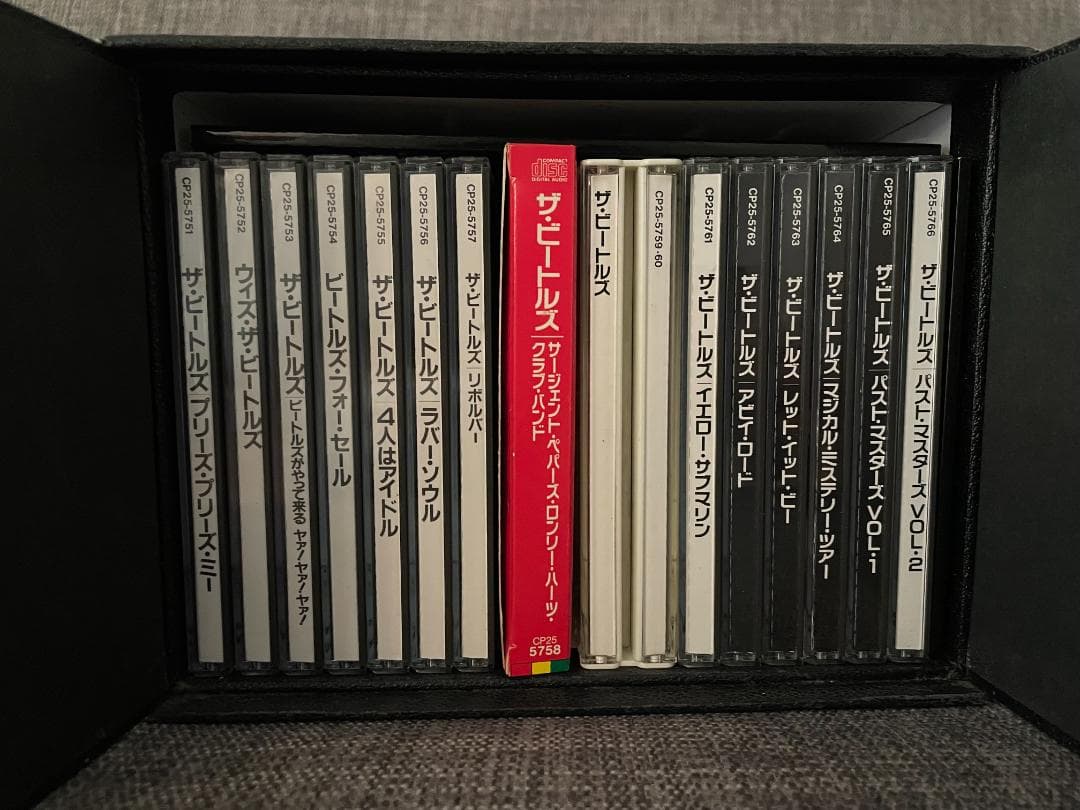 CP25-5751
ザ・ビートルズ│プリーズ・プリーズ・ミー
CP25-5752
ウィズ・ザ・ビートルズ
CP25-5753
ザ・ビートルズ│ビートルズがやって来る ヤァ!ヤァ!ヤァ!
CP25-5754
ビートルズ・フォー・セール
CP25-5755
ザ・ビートルズ│4人はアイドル
CP25-5756
ザ・ビートルズ│ラバー・ソウル
CP25-5757
ザ・ビートルズ│リボルバー
COMPACT
disc
DIGITAL AUDIO
ザ・ビートルズ
サージェント・ペパーズ・ロンリー・ハーツ・
クラブ・バンド
CP25
5758
ザ・ビートルズ
CP25-5759・60
CP25-5761
ザ・ビートルズ│イエロー・サブマリン
CP25-5762
ザ・ビートルズ│アビイ・ロード
CP25-5763
ザ・ビートルズ│レット・イット・ビー
CP25-5764
ザ・ビートルズ│マジカル・ミステリー・ツアー
CP25-5765
ザ・ビートルズ│パスト・マスターズ VOL・1
CP25-5766
ザ・ビートルズ│パスト・マスターズ VOL・2